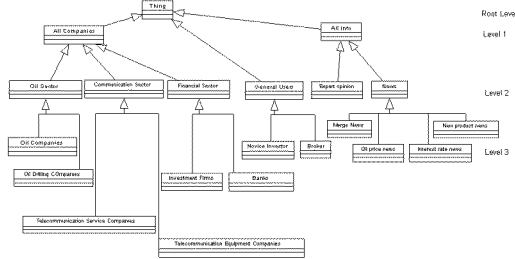 Thing
Root Leve
All Companies
All Info
Level 1
Oil Sector
Communication Sector
Financial Sector
General Users
Expert opinion
News
Level 2
Oil Companies
Novice Investor
Broker
Merge News
New product news
Oil price news
Interest rate news
Level 3
Oil Drilling Companies
Investment Firms
Banks
Telecommunication Service Companies
Telecommunication Equipment Companies